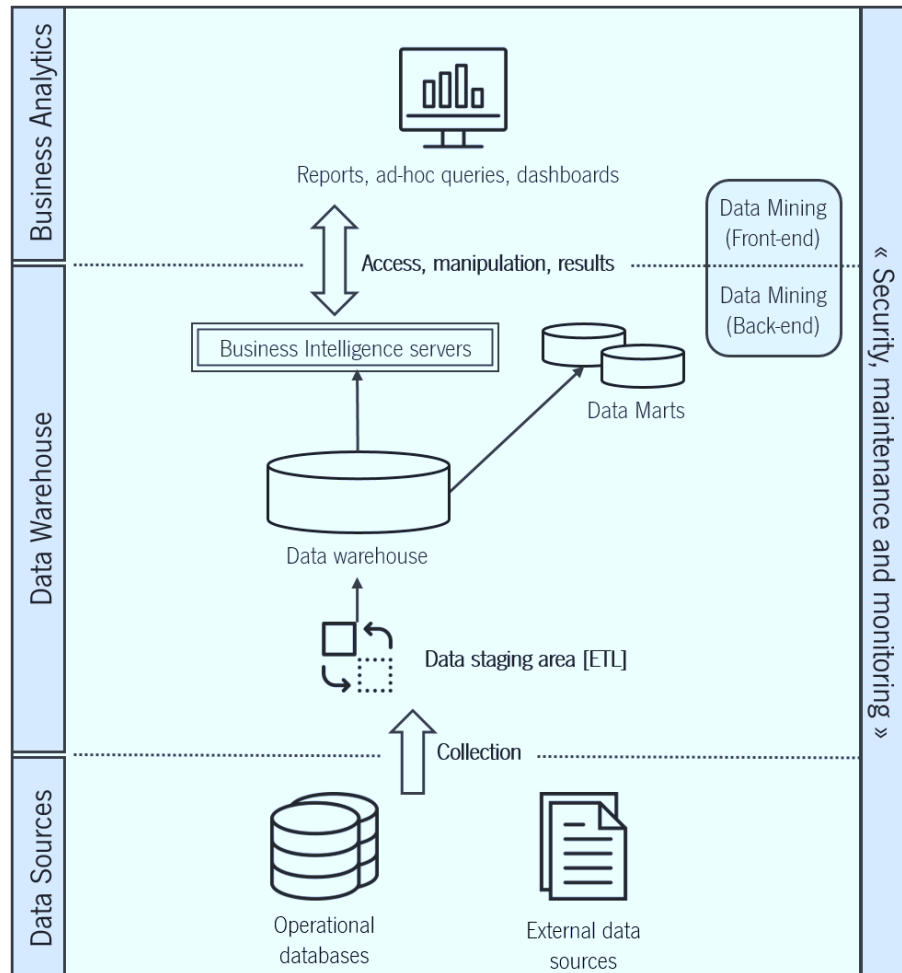 Business Analytics
Reports, ad-hoc queries, dashboards
Data Mining
(Front-end)
Access, manipulation, results
Data Warehouse
Data Mining
(Back-end)
Business Intelligence servers
Data Marts
Data warehouse
Data staging area [ETL]
Collection
Data Sources
Operational
databases
External data
sources
« Security, maintenance and monitoring »